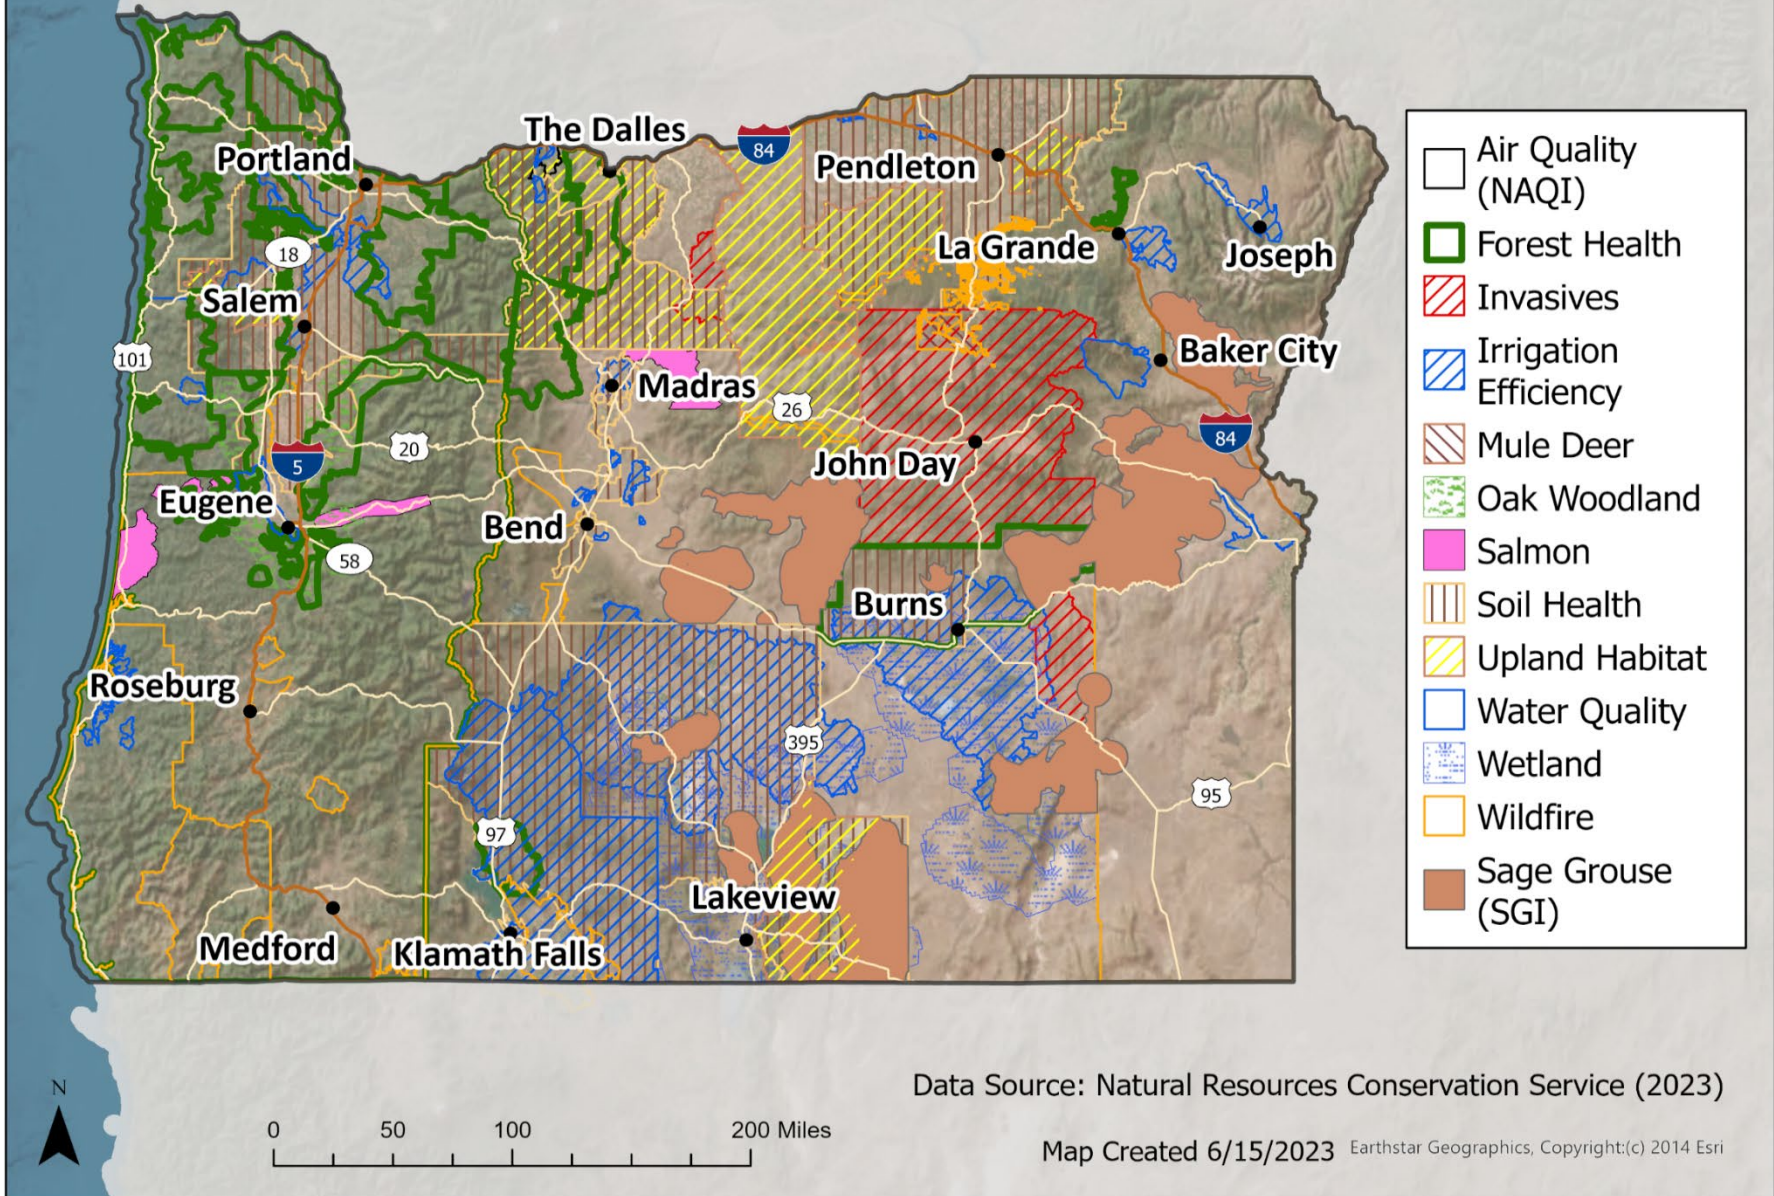 The Dalles
84
Portland
Pendleton
La Grande
Joseph
18
Salem
101
Madras
Baker City
26
84
20
5
John Day
Eugene
Bend
58
Burns
Roseburg
395
95
97
Lakeview
Medford
Klamath Falls
Air Quality
(NAQI)
Forest Health
Invasives
Irrigation
Efficiency
Mule Deer
Oak Woodland
Salmon
Soil Health
Upland Habitat
Water Quality
Wetland
Wildfire
Sage Grouse
(SGI)
Data Source: Natural Resources Conservation Service (2023)
N
0 50 100 200 Miles
Map Created 6/15/2023 Earthstar Geographics, Copyright:(c) 2014 Esri